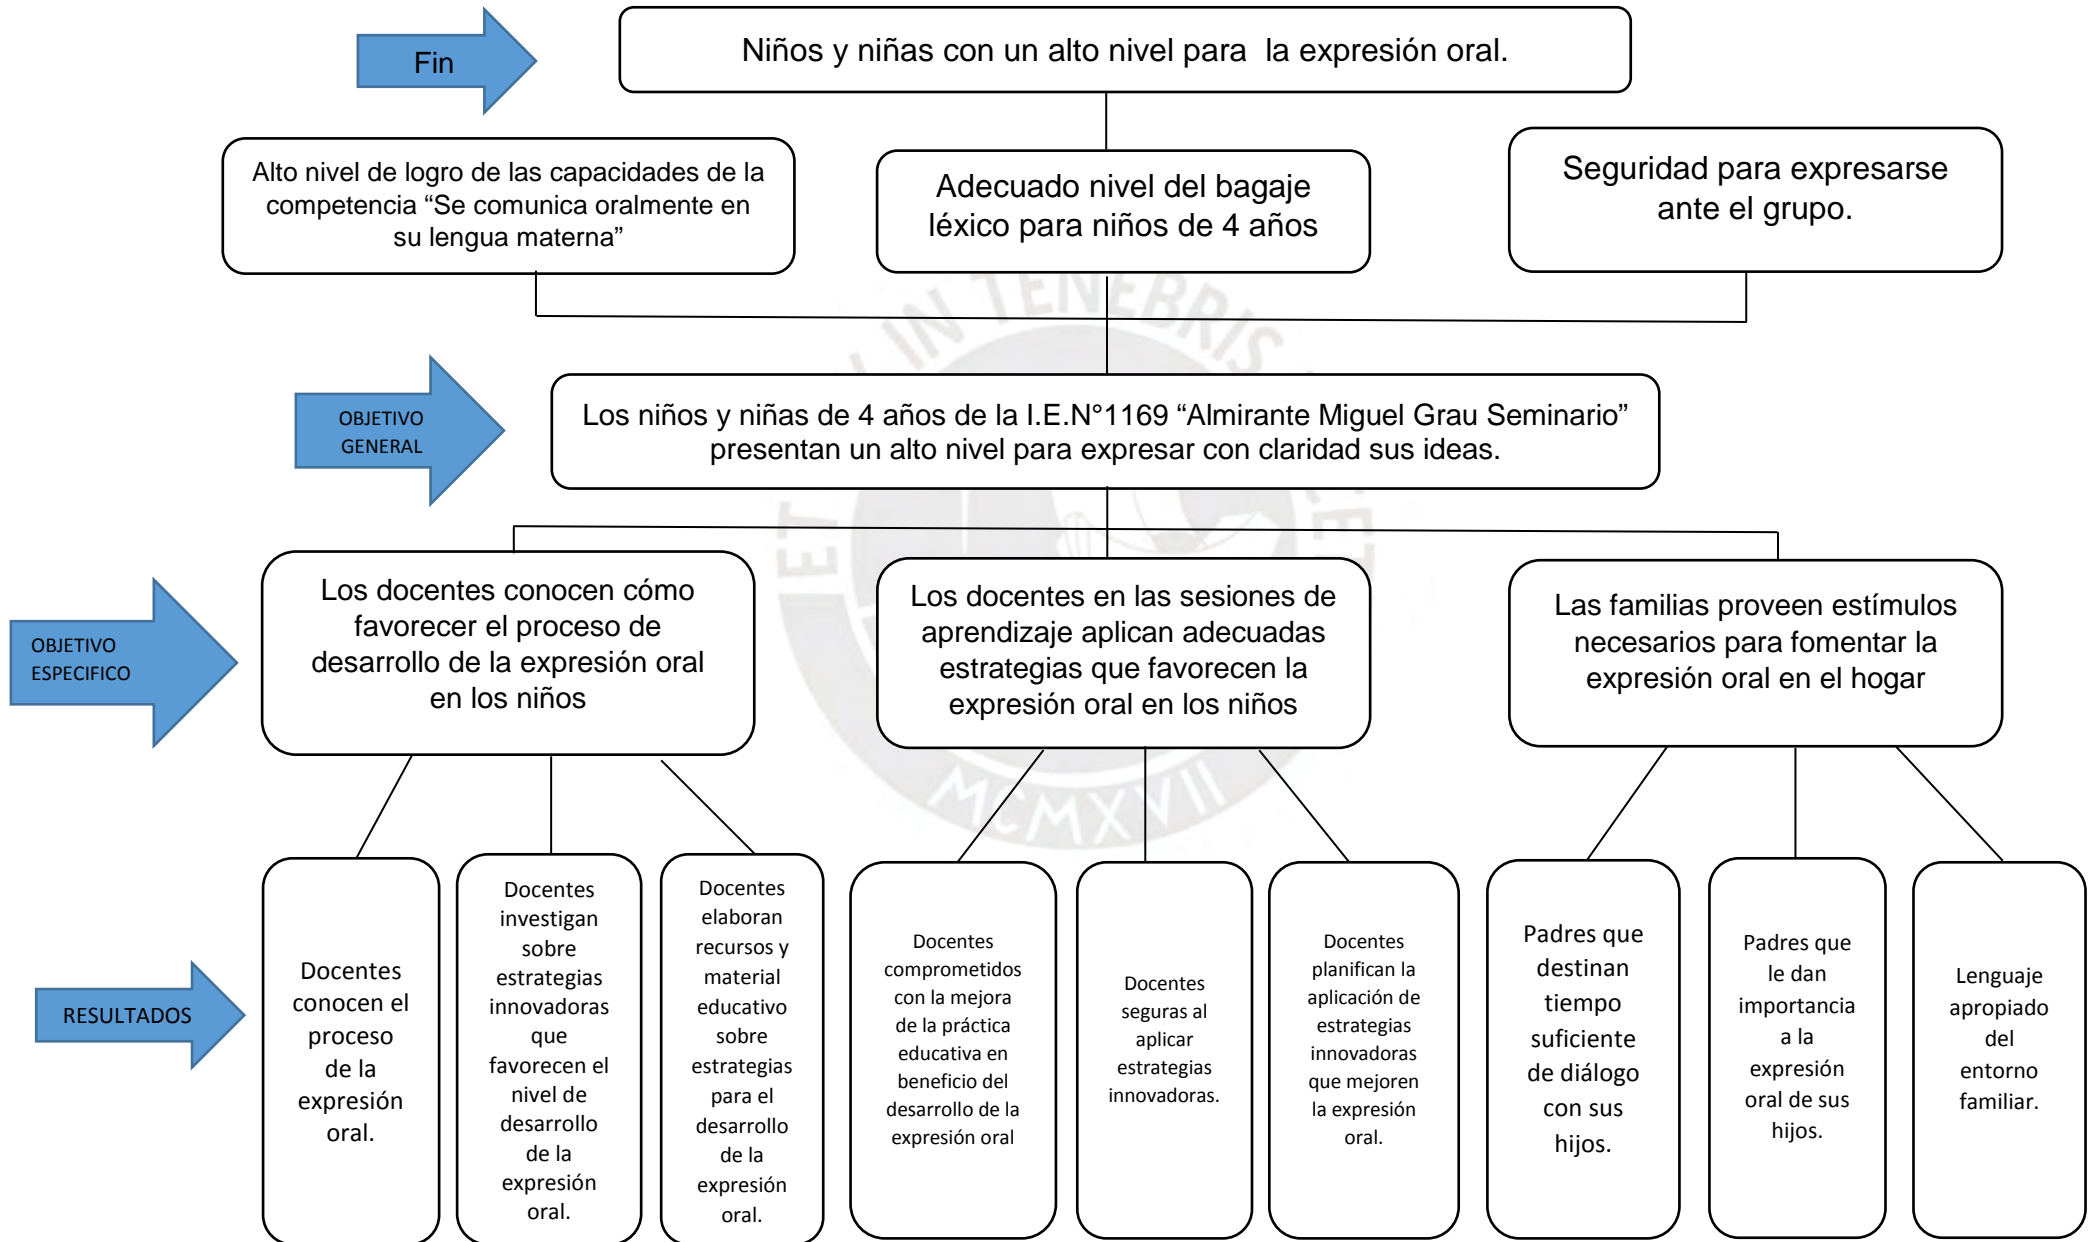 Fin
Niños y niñas con un alto nivel para  la expresión oral.
Alto nivel de logro de las capacidades de la
competencia “Se comunica oralmente en
su lengua materna”
Adecuado nivel del bagaje
léxico para niños de 4 años
Seguridad para expresarse
ante el grupo.
OBJETIVO
GENERAL
Los niños y niñas de 4 años de la I.E.N°1169 “Almirante Miguel Grau Seminario”
presentan un alto nivel para expresar con claridad sus ideas.
OBJETIVO
ESPECIFICO
Los docentes conocen cómo
favorecer el proceso de
desarrollo de la expresión oral
en los niños
Los docentes en las sesiones de
aprendizaje aplican adecuadas
estrategias que favorecen la
expresión oral en los niños
Las familias proveen estímulos
necesarios para fomentar la
expresión oral en el hogar
RESULTADOS
Docentes
conocen el
proceso
de la
expresión
oral.
Docentes
investigan
sobre
estrategias
innovadoras
que
favorecen el
nivel de
desarrollo
de la
expresión
oral.
Docentes
elaboran
recursos y
material
educativo
sobre
estrategias
para el
desarrollo
de la
expresión
oral.
Docentes
comprometidos
con la mejora
de la práctica
educativa en
beneficio del
desarrollo de la
expresión oral
Docentes
seguras al
aplicar
estrategias
innovadoras.
Docentes
planifican la
aplicación de
estrategias
innovadoras
que mejoren
la expresión
oral.
Padres que
destinan
tiempo
suficiente
de diálogo
con sus
hijos.
Padres que
le dan
importancia
a la
expresión
oral de sus
hijos.
Lenguaje
apropiado
del
entorno
familiar.
ET
IN TENEBRIS
MCMXVII